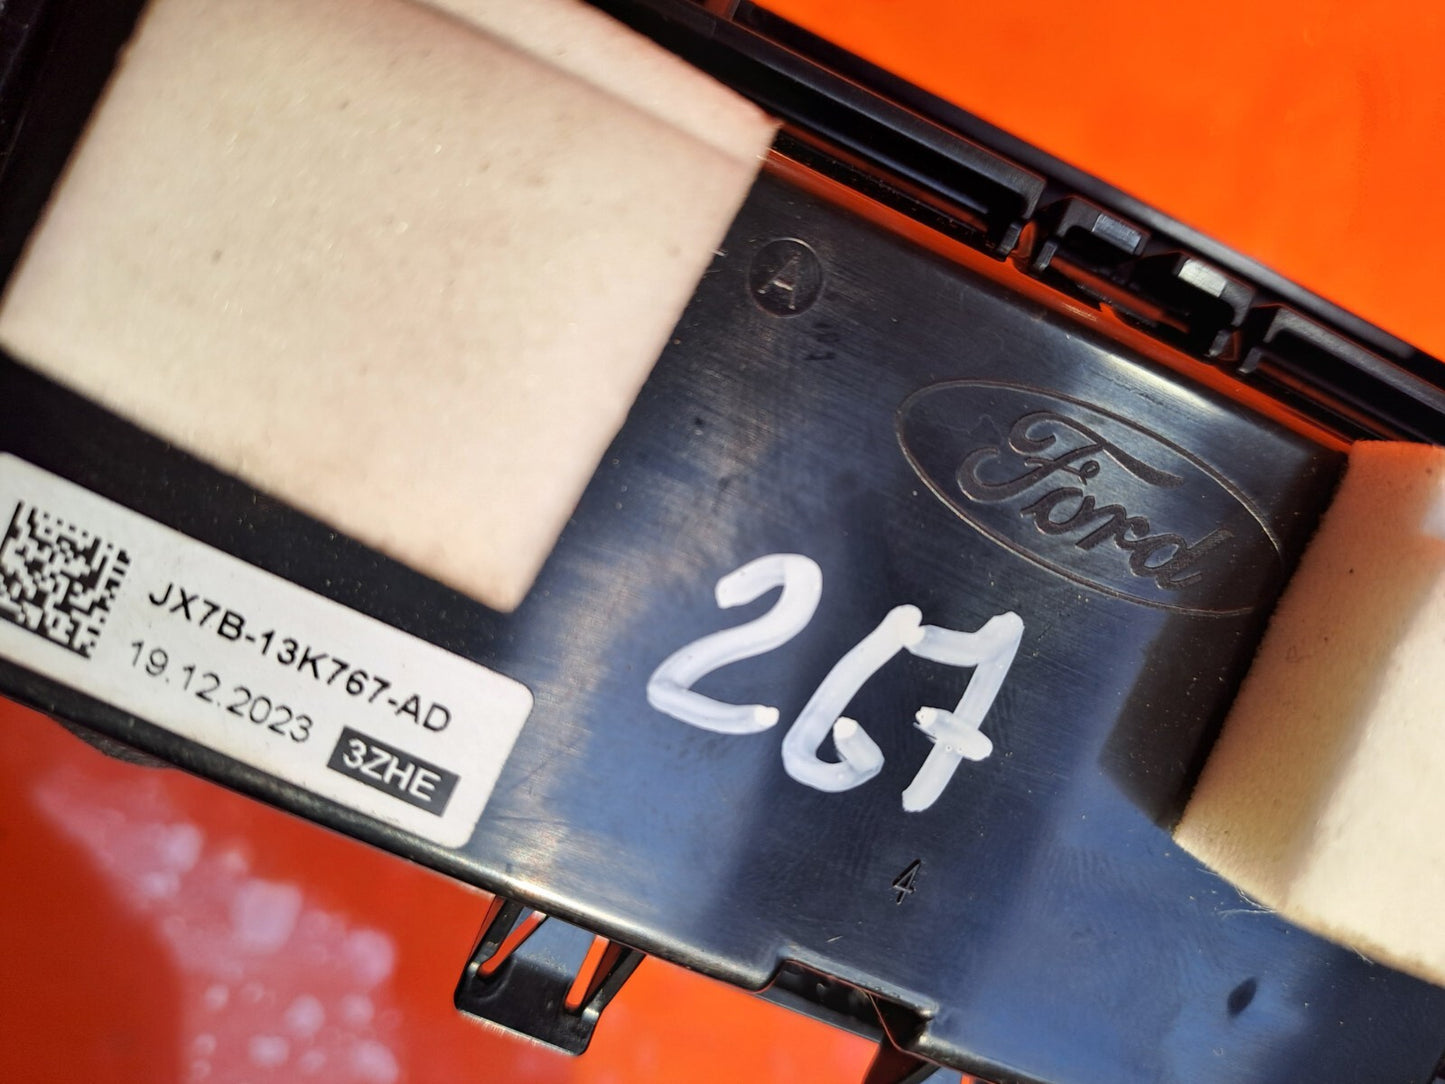 A
Ford
267
JX7B-13K767-AD
19.12.2023
3ZHE
4